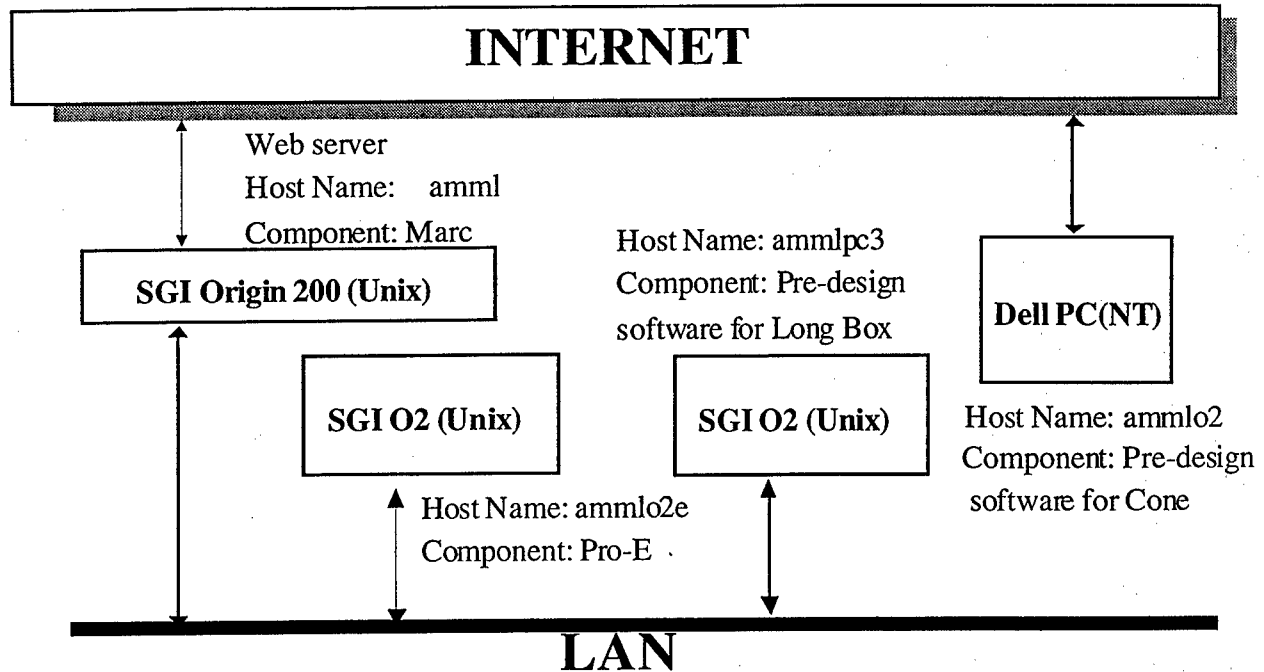 INTERNET
Web server
Host Name: amml
Component: Marc
SGI Origin 200 (Unix)
Host Name: ammlpc3
Component: Pre-design
software for Long Box
Dell PC(NT)
SGI O2 (Unix)
SGI O2 (Unix)
Host Name: ammlo2
Component: Pre-design
software for Cone
Host Name: ammlo2e
Component: Pro-E
LAN